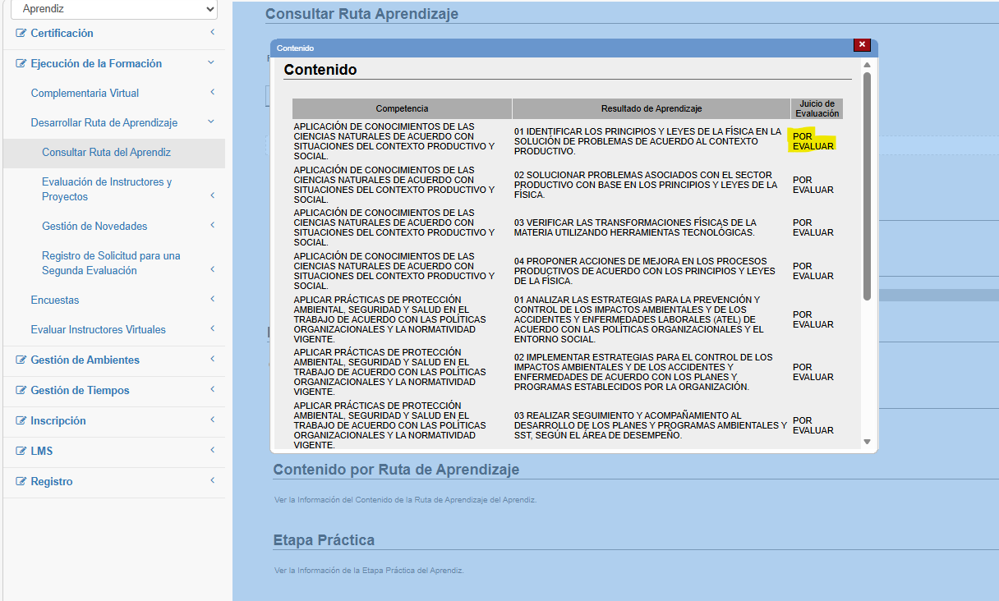 Aprendiz
Certificación
Ejecución de la Formación
Complementaria Virtual
Desarrollar Ruta de Aprendizaje
Consultar Ruta del Aprendiz
Evaluación de Instructores y
Proyectos
Gestión de Novedades
Registro de Solicitud para una
Segunda Evaluación
Encuestas
Evaluar Instructores Virtuales
Gestión de Ambientes
Gestión de Tiempos
Inscripción
LMS
Registro
Consultar Ruta Aprendizaje
Contenido
Contenido
Competencia
Resultado de Aprendizaje
Juicio de
Evaluación
APLICACIÓN DE CONOCIMIENTOS DE LAS
CIENCIAS NATURALES DE ACUERDO CON
SITUACIONES DEL CONTEXTO PRODUCTIVO Y
SOCIAL.
01 IDENTIFICAR LOS PRINCIPIOS Y LEYES DE LA FÍSICA EN LA
SOLUCIÓN DE PROBLEMAS DE ACUERDO AL CONTEXTO
PRODUCTIVO.
POR
EVALUAR
APLICACIÓN DE CONOCIMIENTOS DE LAS
CIENCIAS NATURALES DE ACUERDO CON
SITUACIONES DEL CONTEXTO PRODUCTIVO Y
SOCIAL.
02 SOLUCIONAR PROBLEMAS ASOCIADOS CON EL SECTOR
PRODUCTIVO CON BASE EN LOS PRINCIPIOS Y LEYES DE LA
FÍSICA.
POR
EVALUAR
APLICACIÓN DE CONOCIMIENTOS DE LAS
CIENCIAS NATURALES DE ACUERDO CON
SITUACIONES DEL CONTEXTO PRODUCTIVO Y
SOCIAL.
03 VERIFICAR LAS TRANSFORMACIONES FÍSICAS DE LA
MATERIA UTILIZANDO HERRAMIENTAS TECNOLÓGICAS.
POR
EVALUAR
APLICACIÓN DE CONOCIMIENTOS DE LAS
CIENCIAS NATURALES DE ACUERDO CON
SITUACIONES DEL CONTEXTO PRODUCTIVO Y
SOCIAL.
04 PROPONER ACCIONES DE MEJORA EN LOS PROCESOS
PRODUCTIVOS DE ACUERDO CON LOS PRINCIPIOS Y LEYES
DE LA FÍSICA.
POR
EVALUAR
APLICAR PRÁCTICAS DE PROTECCIÓN
AMBIENTAL, SEGURIDAD Y SALUD EN EL
TRABAJO DE ACUERDO CON LAS POLÍTICAS
ORGANIZACIONALES Y LA NORMATIVIDAD
VIGENTE.
01 ANALIZAR LAS ESTRATEGIAS PARA LA PREVENCIÓN Y
CONTROL DE LOS IMPACTOS AMBIENTALES Y DE LOS
ACCIDENTES Y ENFERMEDADES LABORALES (ATEL) DE
ACUERDO CON LAS POLÍTICAS ORGANIZACIONALES Y EL
ENTORNO SOCIAL.
POR
EVALUAR
APLICAR PRÁCTICAS DE PROTECCIÓN
AMBIENTAL, SEGURIDAD Y SALUD EN EL
TRABAJO DE ACUERDO CON LAS POLÍTICAS
ORGANIZACIONALES Y LA NORMATIVIDAD
VIGENTE.
02 IMPLEMENTAR ESTRATEGIAS PARA EL CONTROL DE LOS
IMPACTOS AMBIENTALES Y DE LOS ACCIDENTES Y
ENFERMEDADES DE ACUERDO CON LOS PLANES Y
PROGRAMAS ESTABLECIDOS POR LA ORGANIZACIÓN.
POR
EVALUAR
APLICAR PRÁCTICAS DE PROTECCIÓN
AMBIENTAL, SEGURIDAD Y SALUD EN EL
TRABAJO DE ACUERDO CON LAS POLÍTICAS
ORGANIZACIONALES Y LA NORMATIVIDAD
VIGENTE.
03 REALIZAR SEGUIMIENTO Y ACOMPAÑAMIENTO AL
DESARROLLO DE LOS PLANES Y PROGRAMAS AMBIENTALES Y
SST, SEGÚN EL ÁREA DE DESEMPEÑO.
POR
EVALUAR
Contenido por Ruta de Aprendizaje
Ver la Información del Contenido de la Ruta de Aprendizaje del Aprendiz.
Etapa Práctica
Ver la Información de la Etapa Práctica del Aprendiz.